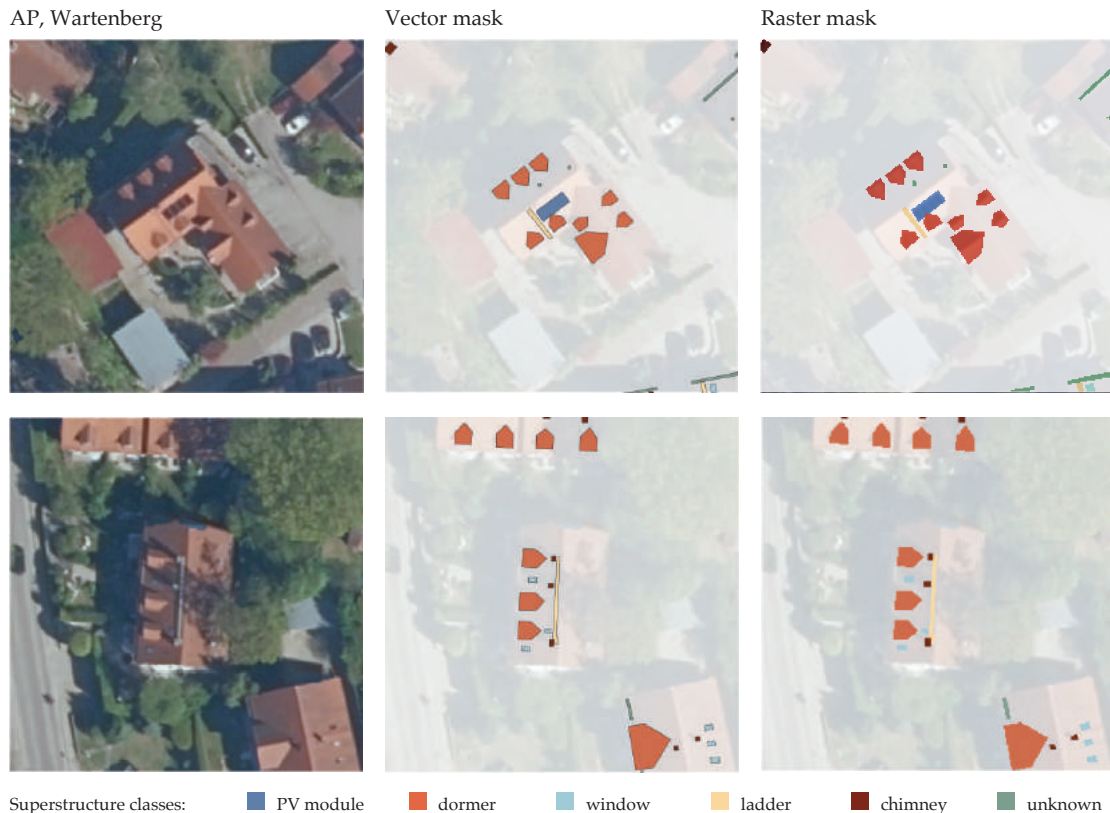 AP, Wartenberg Vector mask Raster mask
Superstructure classes: PV module dormer window ladder chimney unknown